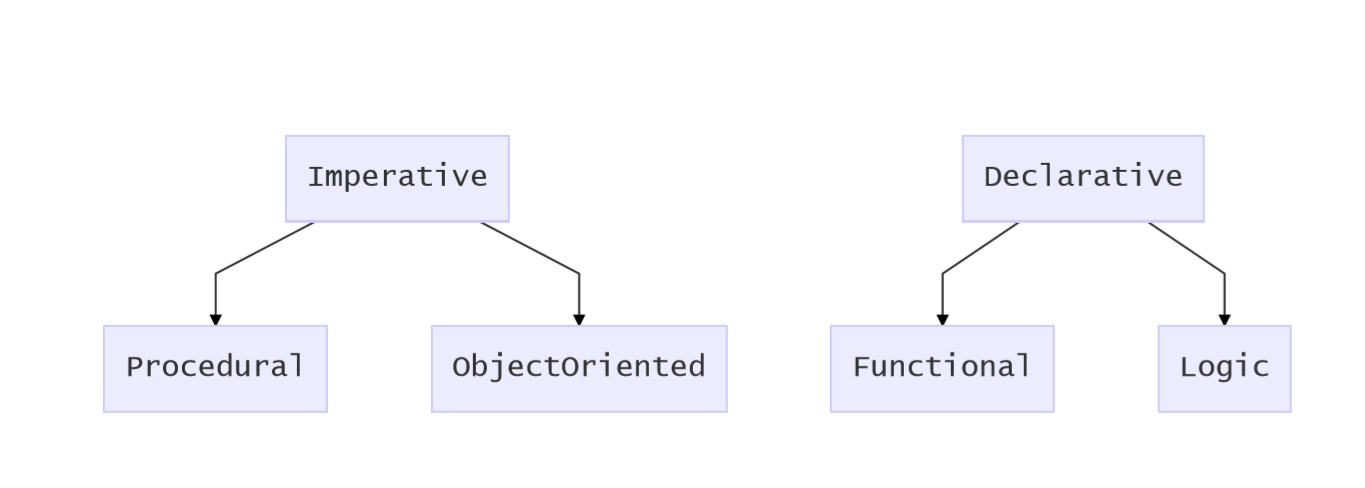 Imperative
Declarative
Procedural
ObjectOriented
Functional
Logic